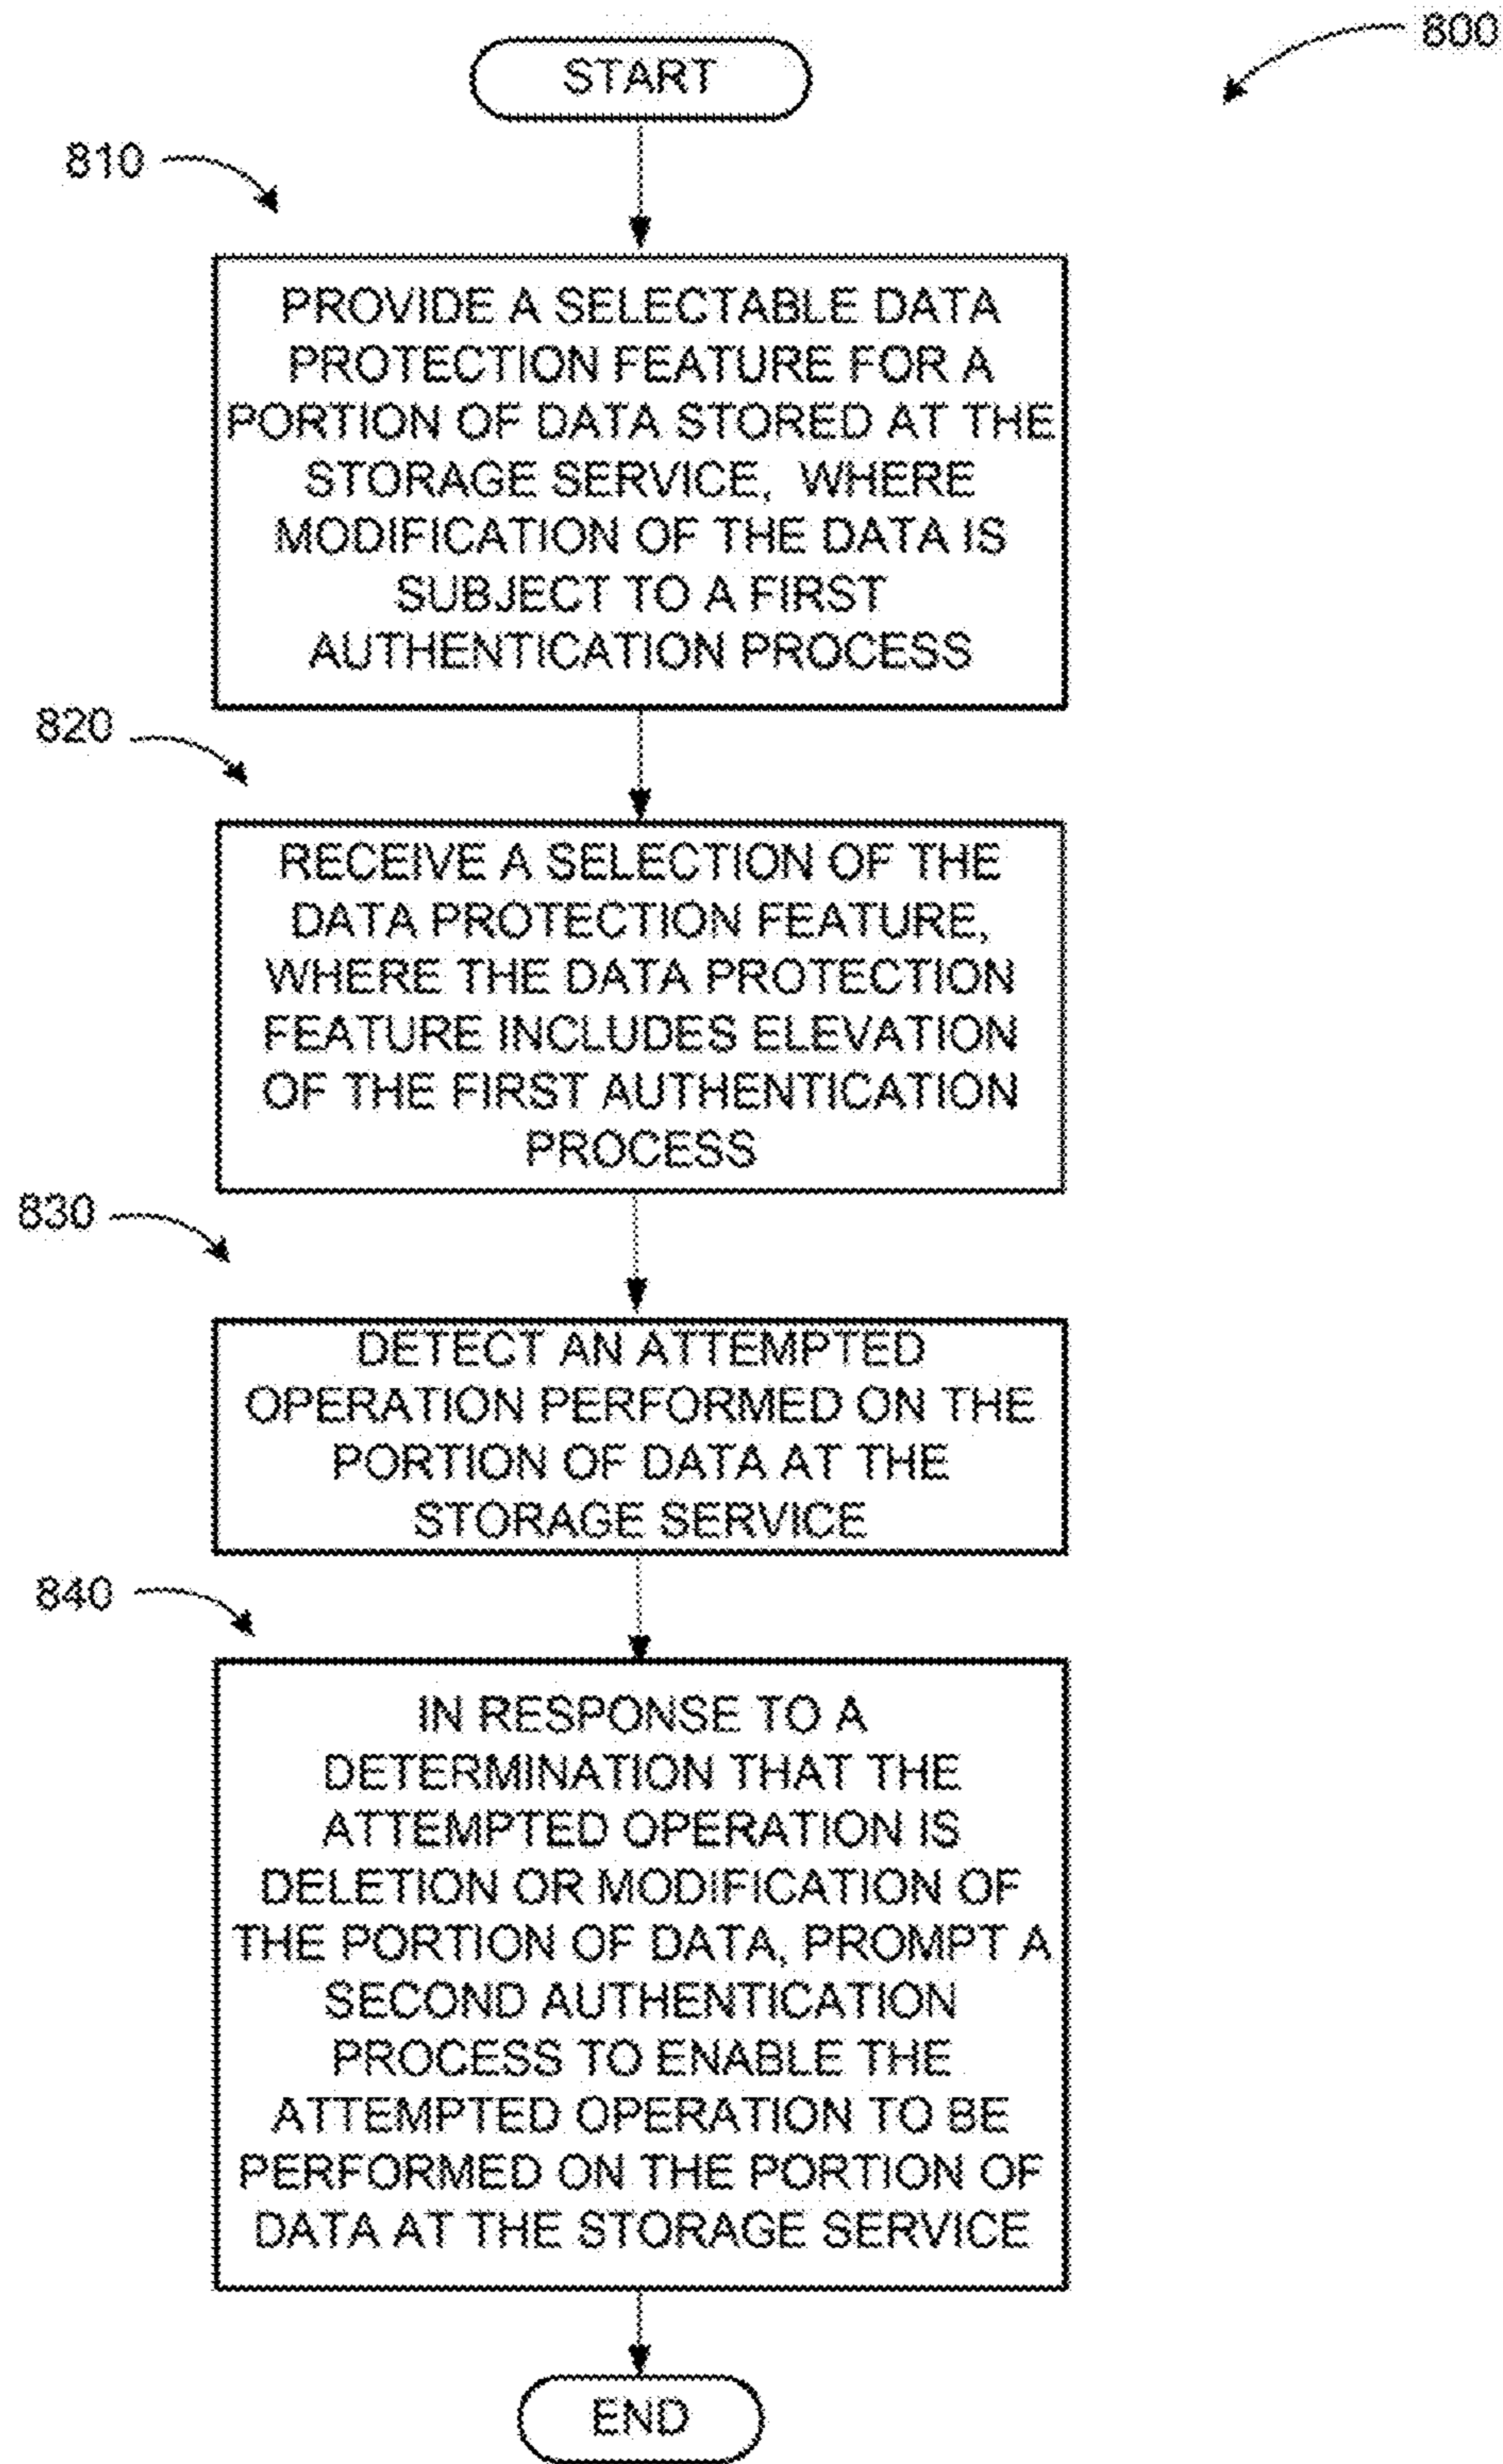 800
START
810
PROVIDE A SELECTABLE DATA
PROTECTION FEATURE FOR A
PORTION OF DATA STORED AT THE
STORAGE SERVICE, WHERE
MODIFICATION OF THE DATA IS
SUBJECT TO A FIRST
AUTHENTICATION PROCESS
820
RECEIVE A SELECTION OF THE
DATA PROTECTION FEATURE,
WHERE THE DATA PROTECTION
FEATURE INCLUDES ELEVATION
OF THE FIRST AUTHENTICATION
PROCESS
830
DETECT AN ATTEMPTED
OPERATION PERFORMED ON THE
PORTION OF DATA AT THE
STORAGE SERVICE
840
IN RESPONSE TO A
DETERMINATION THAT THE
ATTEMPTED OPERATION IS
DELETION OR MODIFICATION OF
THE PORTION OF DATA, PROMPT A
SECOND AUTHENTICATION
PROCESS TO ENABLE THE
ATTEMPTED OPERATION TO BE
PERFORMED ON THE PORTION OF
DATA AT THE STORAGE SERVICE
END